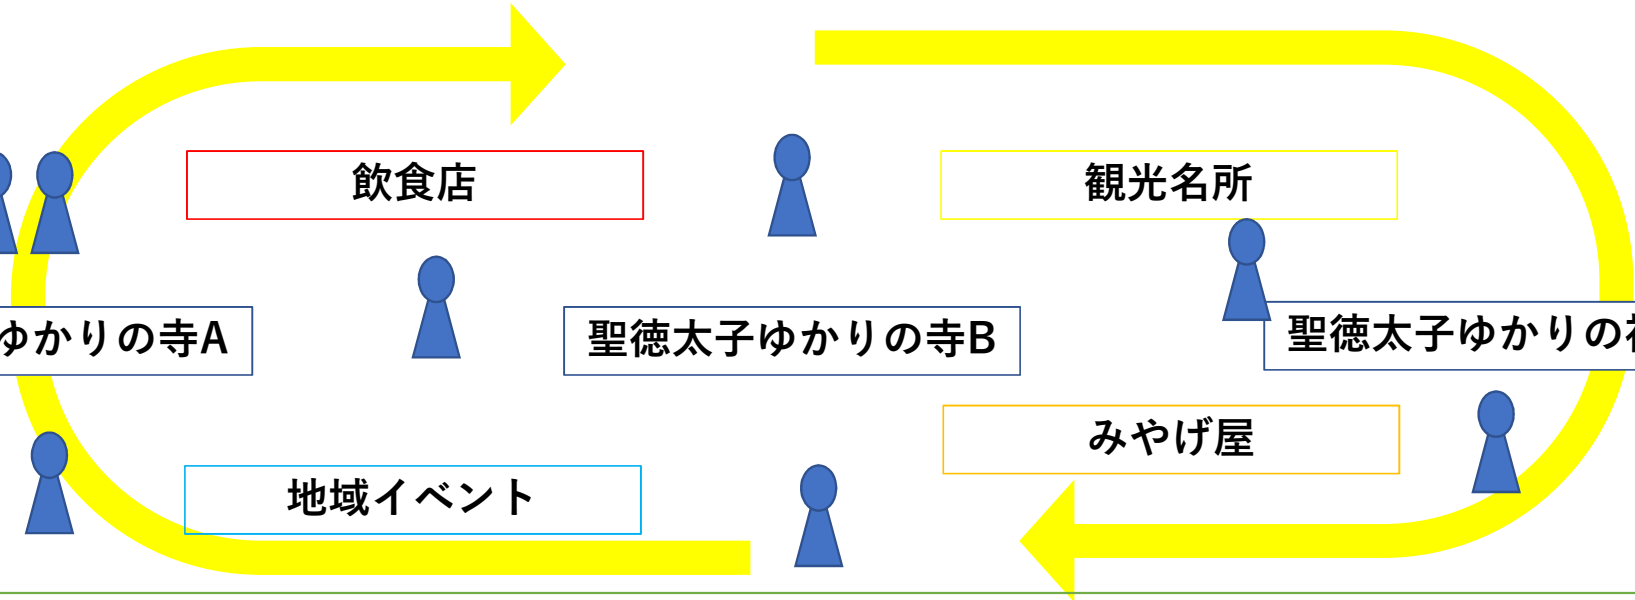 飲食店
観光名所
ゆかりの寺A
聖徳太子ゆかりの寺B
聖徳太子ゆかりの
みやげ屋
地域イベント